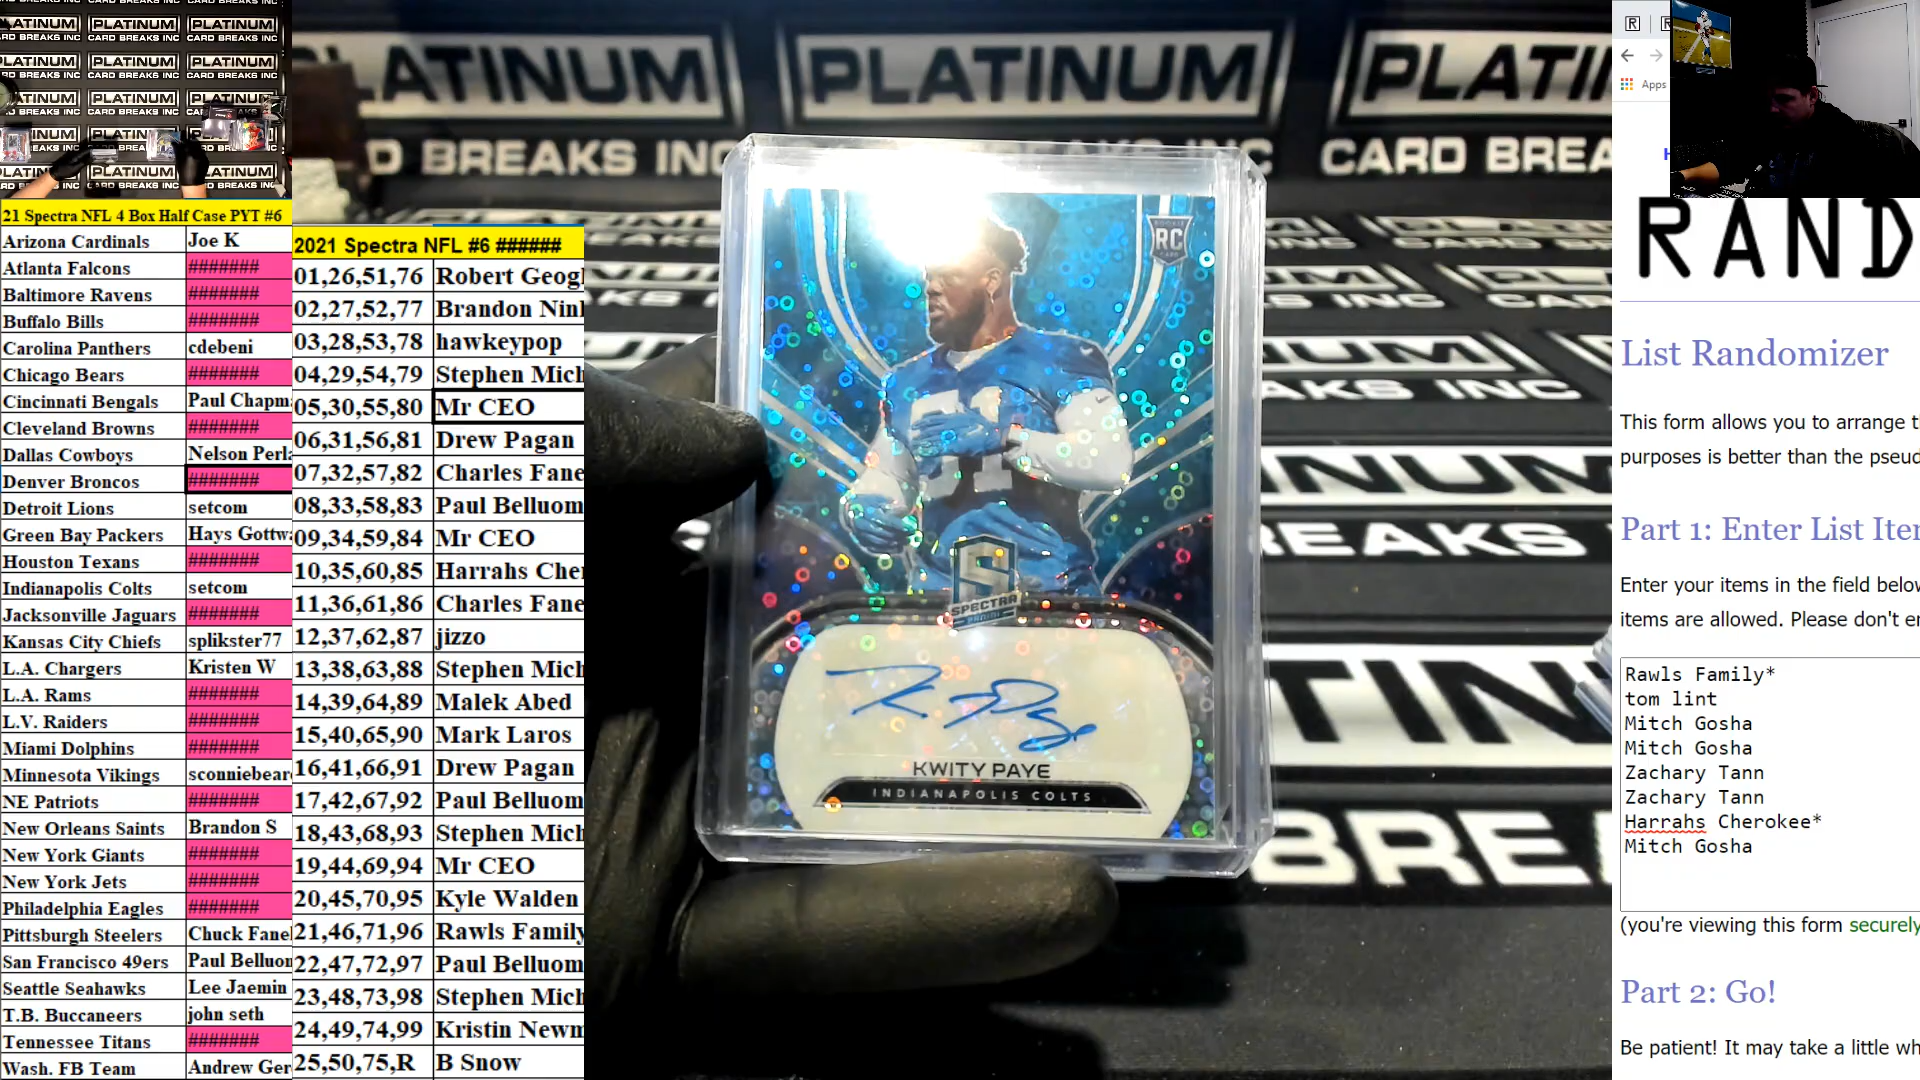 21 Spectra NFL 4 Box Half Case PYT #6
Arizona Cardinals Joe K
Atlanta Falcons #######
Baltimore Ravens #######
Buffalo Bills #######
Carolina Panthers cdebeni
Chicago Bears #######
Cincinnati Bengals Paul Chapm
Cleveland Browns #######
Dallas Cowboys Nelson Perla
Denver Broncos #######
Detroit Lions setcom
Green Bay Packers Hays Gottwa
Houston Texans #######
Indianapolis Colts setcom
Jacksonville Jaguars #######
Kansas City Chiefs splikster77
L.A. Chargers Kristen W
L.A. Rams #######
L.V. Raiders #######
Miami Dolphins #######
Minnesota Vikings sconniebear
NE Patriots #######
New Orleans Saints Brandon S
New York Giants #######
New York Jets #######
Philadelphia Eagles #######
Pittsburgh Steelers Chuck Fanel
San Francisco 49ers Paul Belluon
Seattle Seahawks Lee Jaemin
T.B. Buccaneers john seth
Tennessee Titans #######
Wash. FB Team Andrew Ger
2021 Spectra NFL #6 ######
01,26,51,76 Robert Geogl
02,27,52,77 Brandon Nin
03,28,53,78 hawkeypop
04,29,54,79 Stephen Mich
05,30,55,80 Mr CEO
06,31,56,81 Drew Pagan
07,32,57,82 Charles Fane
08,33,58,83 Paul Belluom
09,34,59,84 Mr CEO
10,35,60,85 Harrahs Cher
11,36,61,86 Charles Fane
12,37,62,87 jizzo
13,38,63,88 Stephen Mich
14,39,64,89 Malek Abed
15,40,65,90 Mark Laros
16,41,66,91 Drew Pagan
17,42,67,92 Paul Belluom
18,43,68,93 Stephen Mich
19,44,69,94 Mr CEO
20,45,70,95 Kyle Walden
21,46,71,96 Rawls Family
22,47,72,97 Paul Belluom
23,48,73,98 Stephen Mich
24,49,74,99 Kristin Newm
25,50,75,R B Snow
PLATINUM
CARD BREAKS INC
ROOKIE
RC
CARD
SPECTRA
PANINI
KWITY PAYE
INDIANAPOLIS COLTS
Apps
RAND
List Randomizer
This form allows you to arrange t
purposes is better than the pseud
Part 1: Enter List Iter
Enter your items in the field below
items are allowed. Please don't en
Rawls Family*
tom lint
Mitch Gosha
Mitch Gosha
Zachary Tann
Zachary Tann
Harrahs Cherokee*
Mitch Gosha
(you're viewing this form securely
Part 2: Go!
Be patient! It may take a little wh